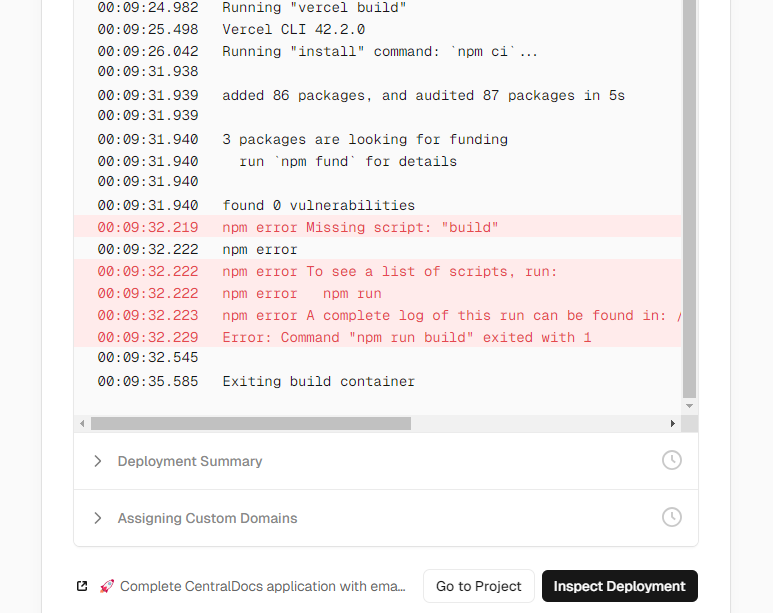 00:09:24.982 Running "vercel build"
00:09:25.498 Vercel CLI 42.2.0
00:09:26.042 Running "install" command: `npm ci`...
00:09:31.938
00:09:31.939 added 86 packages, and audited 87 packages in 5s
00:09:31.939
00:09:31.940 3 packages are looking for funding
00:09:31.940   run `npm fund` for details
00:09:31.940
00:09:31.940 found 0 vulnerabilities
00:09:32.219 npm error Missing script: "build"
00:09:32.222 npm error
00:09:32.222 npm error To see a list of scripts, run:
00:09:32.222 npm error   npm run
00:09:32.223 npm error A complete log of this run can be found in: /
00:09:32.229 Error: Command "npm run build" exited with 1
00:09:32.545
00:09:35.585 Exiting build container
Deployment Summary
Assigning Custom Domains
🚀 Complete CentralDocs application with ema...
Go to Project
Inspect Deployment